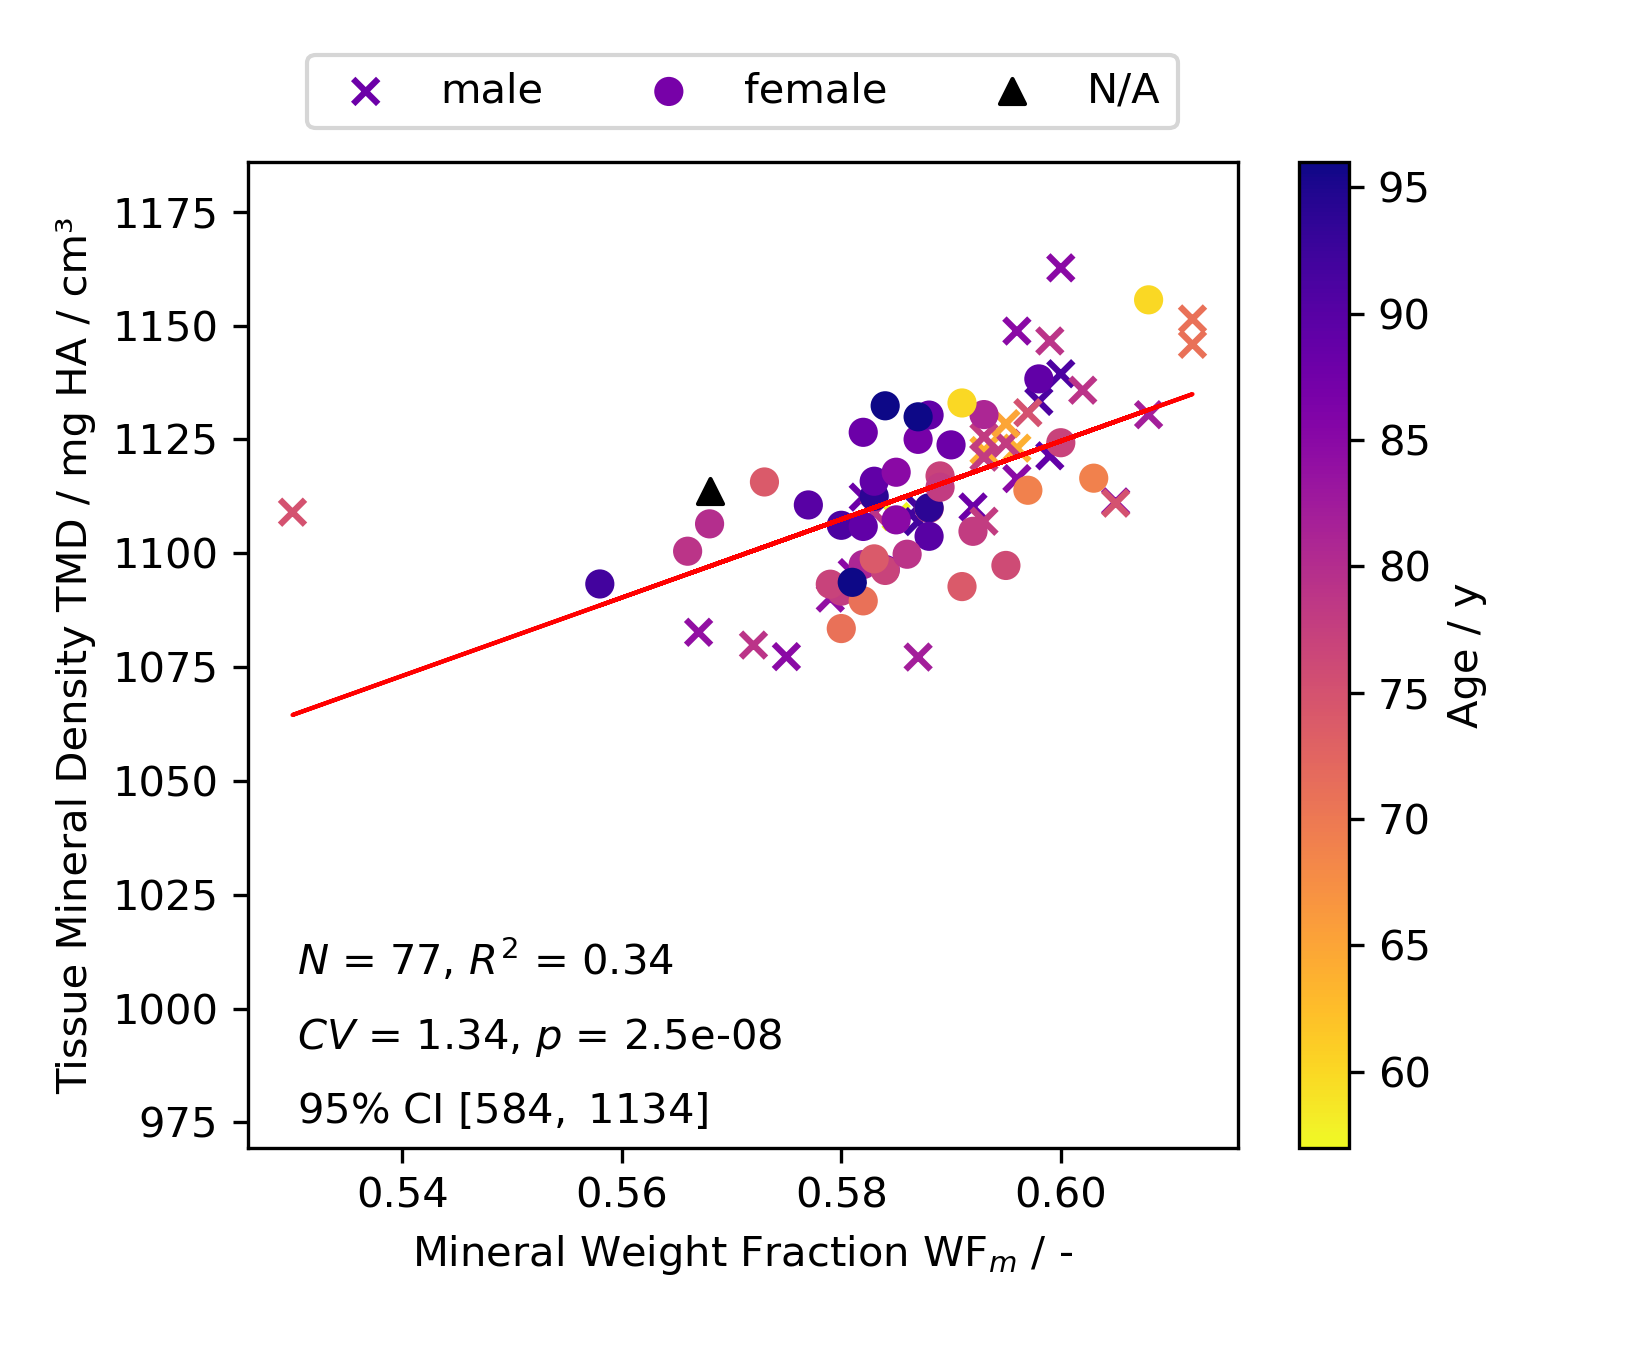 male female N/A
Tissue Mineral Density TMD / mg HA / cm³
1175
1150
1125
1100
1075
1050
1025
1000
975
N = 77, R² = 0.34
CV = 1.34, p = 2.5e-08
95% CI [584, 1134]
0.54 0.56 0.58 0.60
Mineral Weight Fraction WFₘ / -
95
90
85
80
75
70
65
60
Age / y